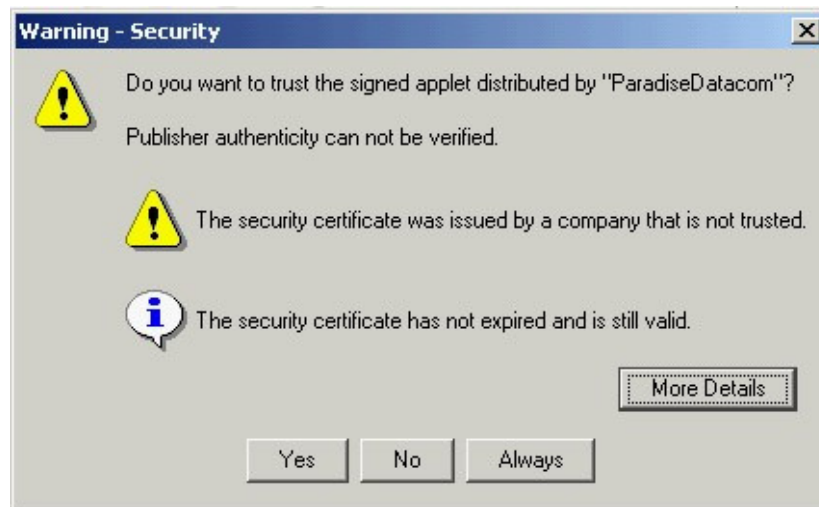 Warning - Security
Do you want to trust the signed applet distributed by "ParadiseDatacom"?
Publisher authenticity can not be verified.
The security certificate was issued by a company that is not trusted.
The security certificate has not expired and is still valid.
More Details
Yes No Always